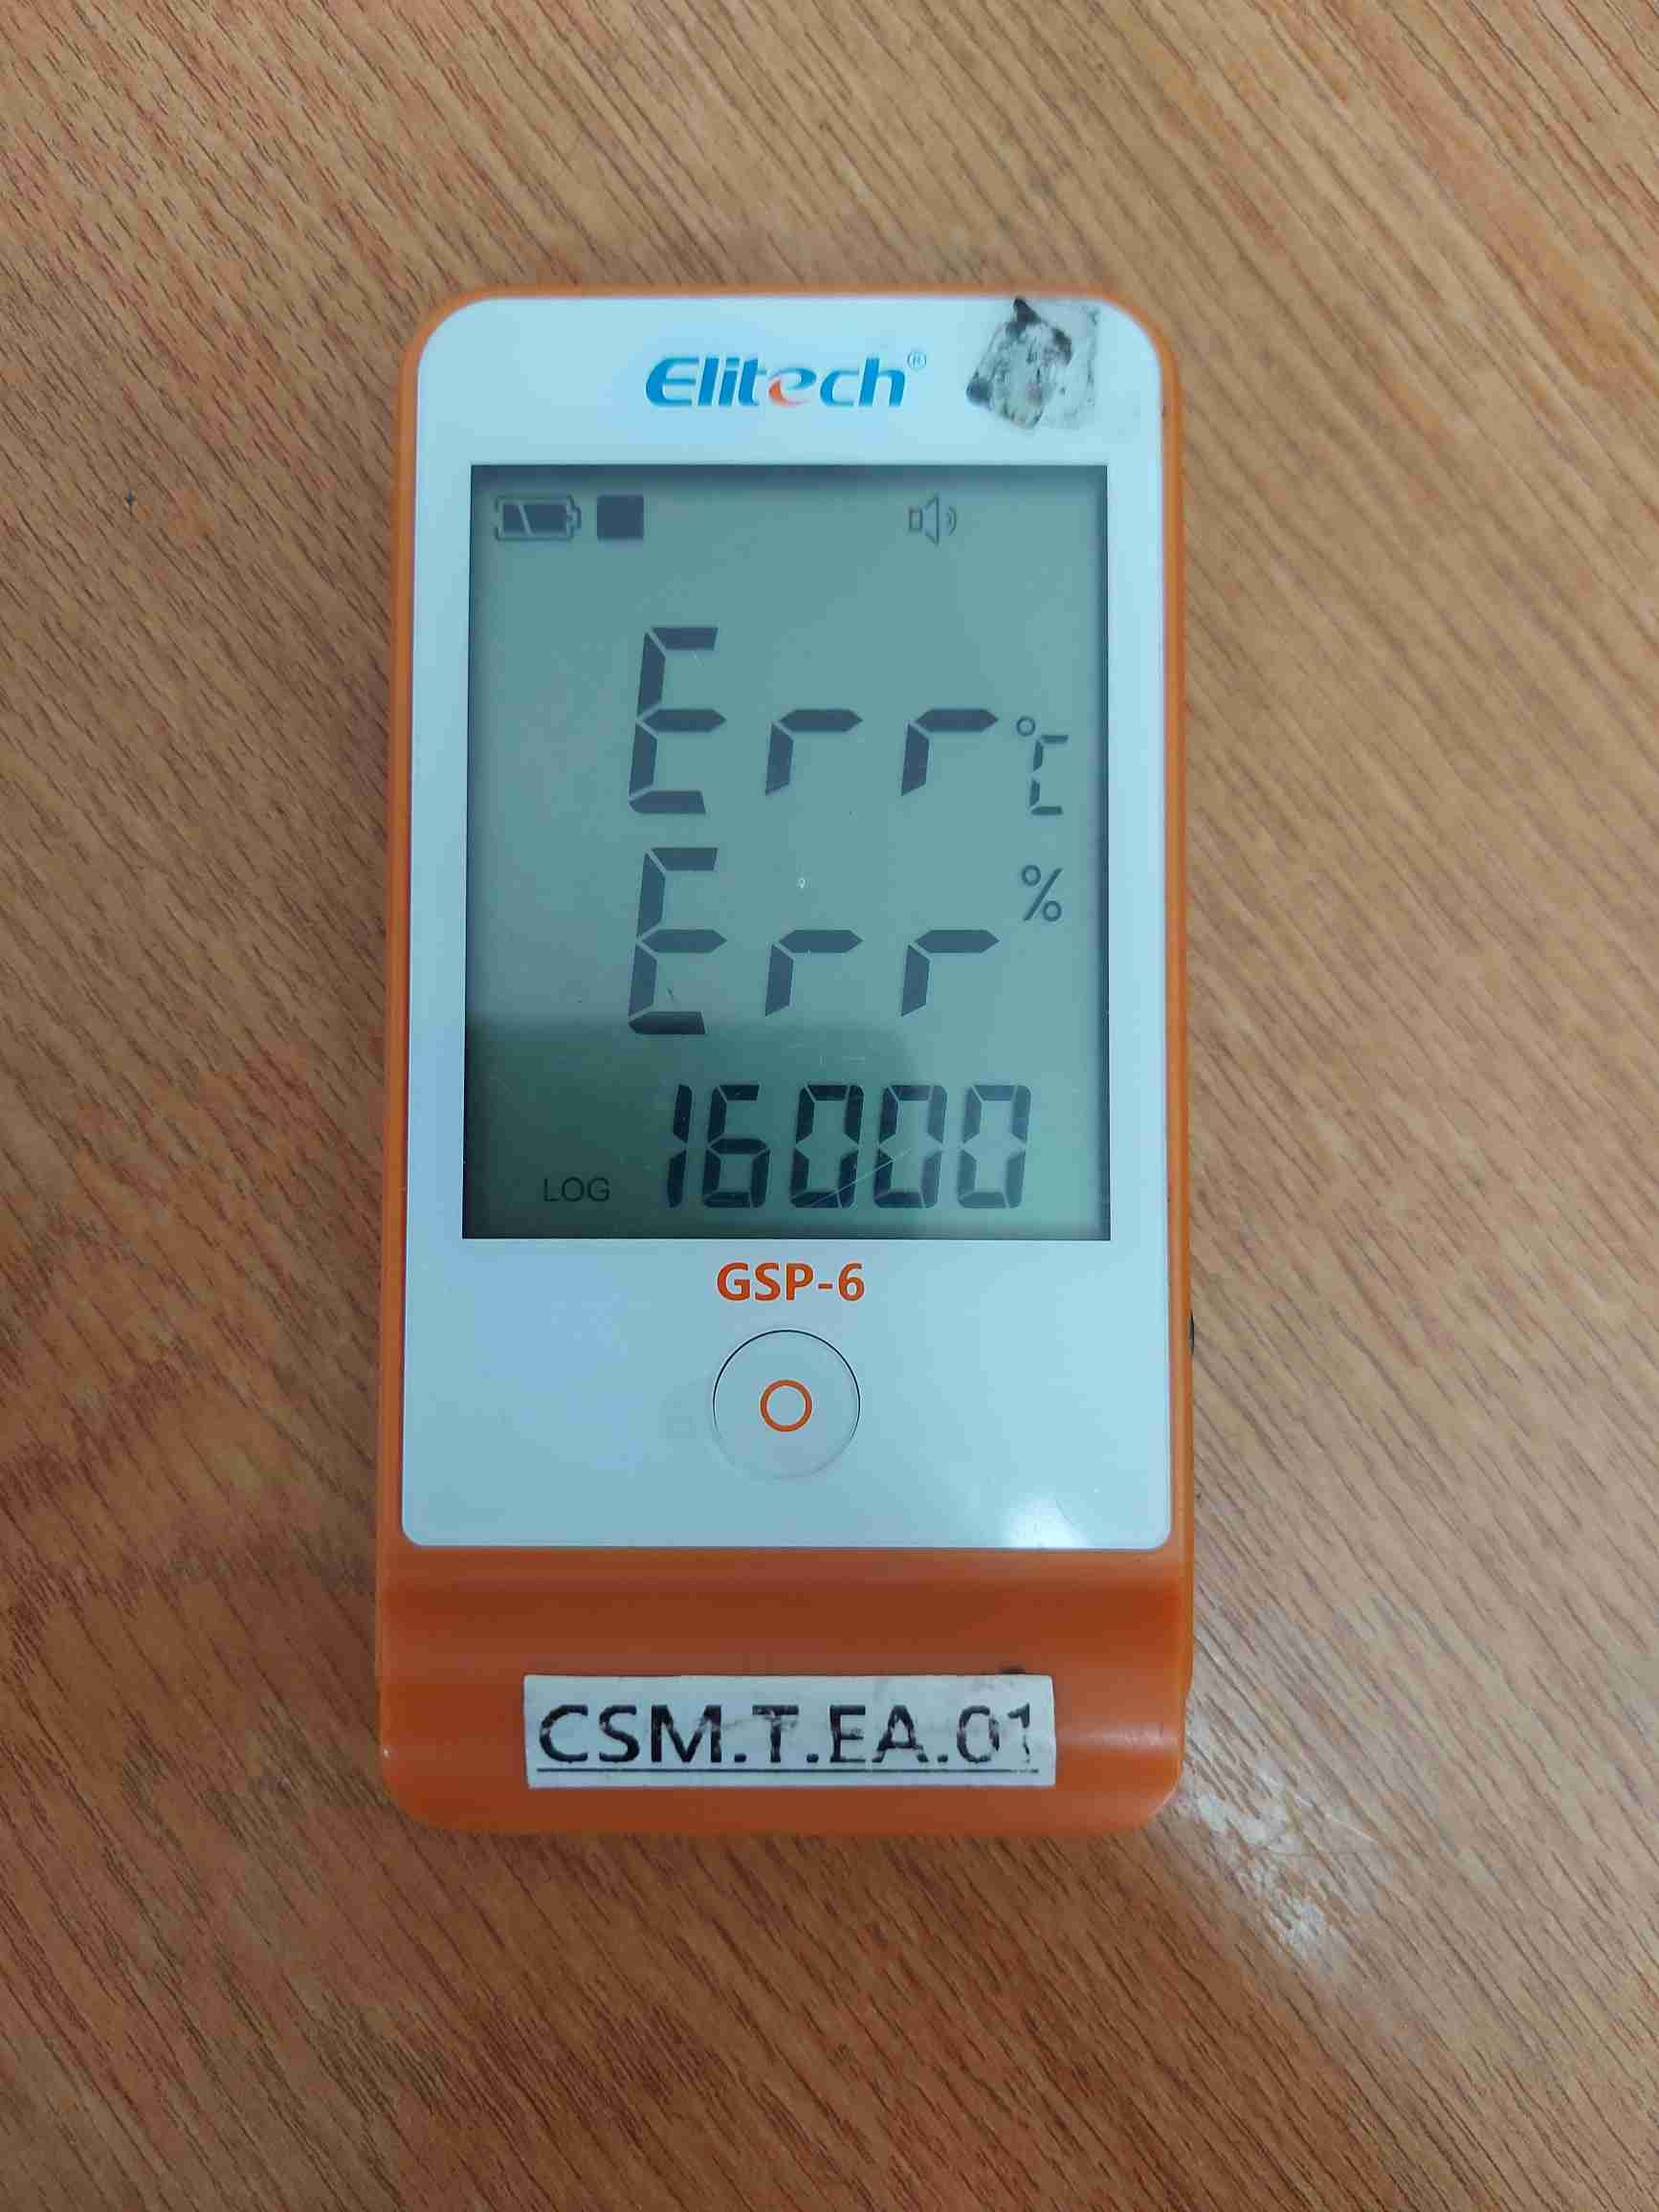 Elitech®
Err °C
Err %
LOG 16000
GSP-6
CSM.T.EA.01